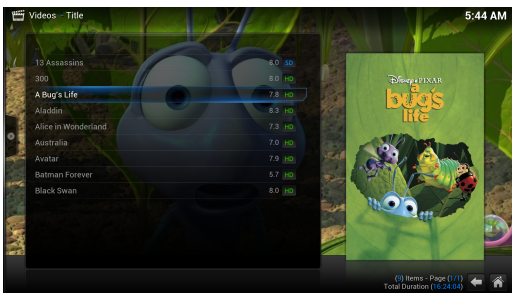 Videos - Title
5:44 AM
13 Assassins 8.0 SD
300 8.0 HD
A Bug's Life 7.8 HD
Aladdin 8.3 HD
Alice in Wonderland 7.3 HD
Australia 7.0 HD
Avatar 7.9 HD
Batman Forever 5.7 HD
Black Swan 8.0 HD
Disney · PIXAR
a
bug's
life
(9) Items - Page (1/1)
Total Duration (16:24:04)